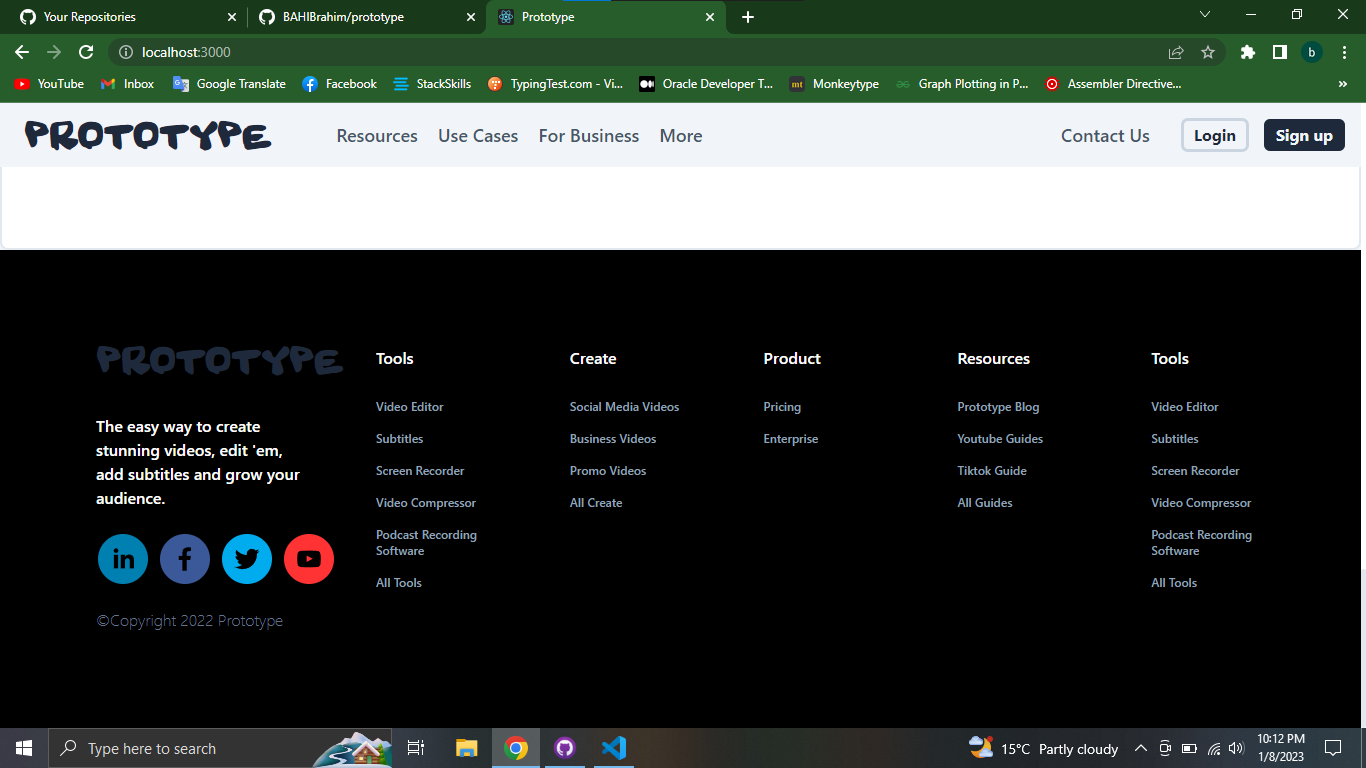 Your Repositories
BAHIBrahim/prototype
Prototype
localhost:3000
b
YouTube
Inbox
Google Translate
Facebook
StackSkills
TypingTest.com - Vi...
Oracle Developer T...
mt
Monkeytype
Graph Plotting in P...
Assembler Directive...
»
PROTOTYPE
Resources
Use Cases
For Business
More
Contact Us
Login
Sign up
PROTOTYPE
The easy way to create
stunning videos, edit 'em,
add subtitles and grow your
audience.
in
f
©Copyright 2022 Prototype
Tools
Video Editor
Subtitles
Screen Recorder
Video Compressor
Podcast Recording
Software
All Tools
Create
Social Media Videos
Business Videos
Promo Videos
All Create
Product
Pricing
Enterprise
Resources
Prototype Blog
Youtube Guides
Tiktok Guide
All Guides
Tools
Video Editor
Subtitles
Screen Recorder
Video Compressor
Podcast Recording
Software
All Tools
Type here to search
15°C Partly cloudy
10:12 PM
1/8/2023